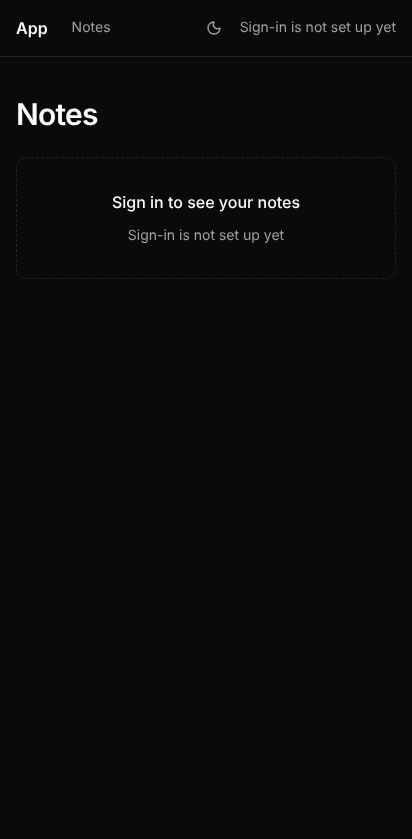 App Notes Sign-in is not set up yet
Notes
Sign in to see your notes
Sign-in is not set up yet